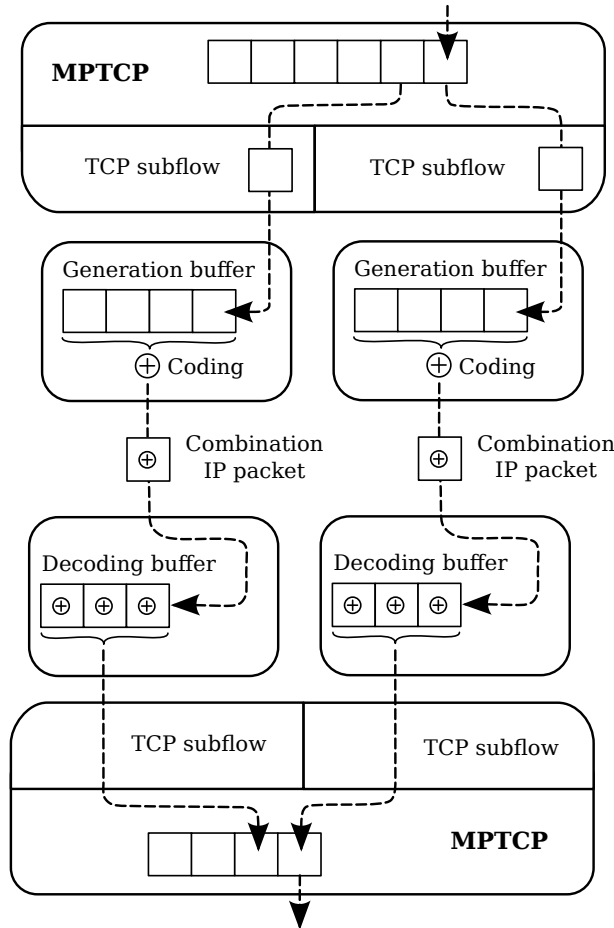 MPTCP
TCP subflow
TCP subflow
Generation buffer
Generation buffer
Coding
Coding
Combination
IP packet
Combination
IP packet
Decoding buffer
Decoding buffer
TCP subflow
TCP subflow
MPTCP